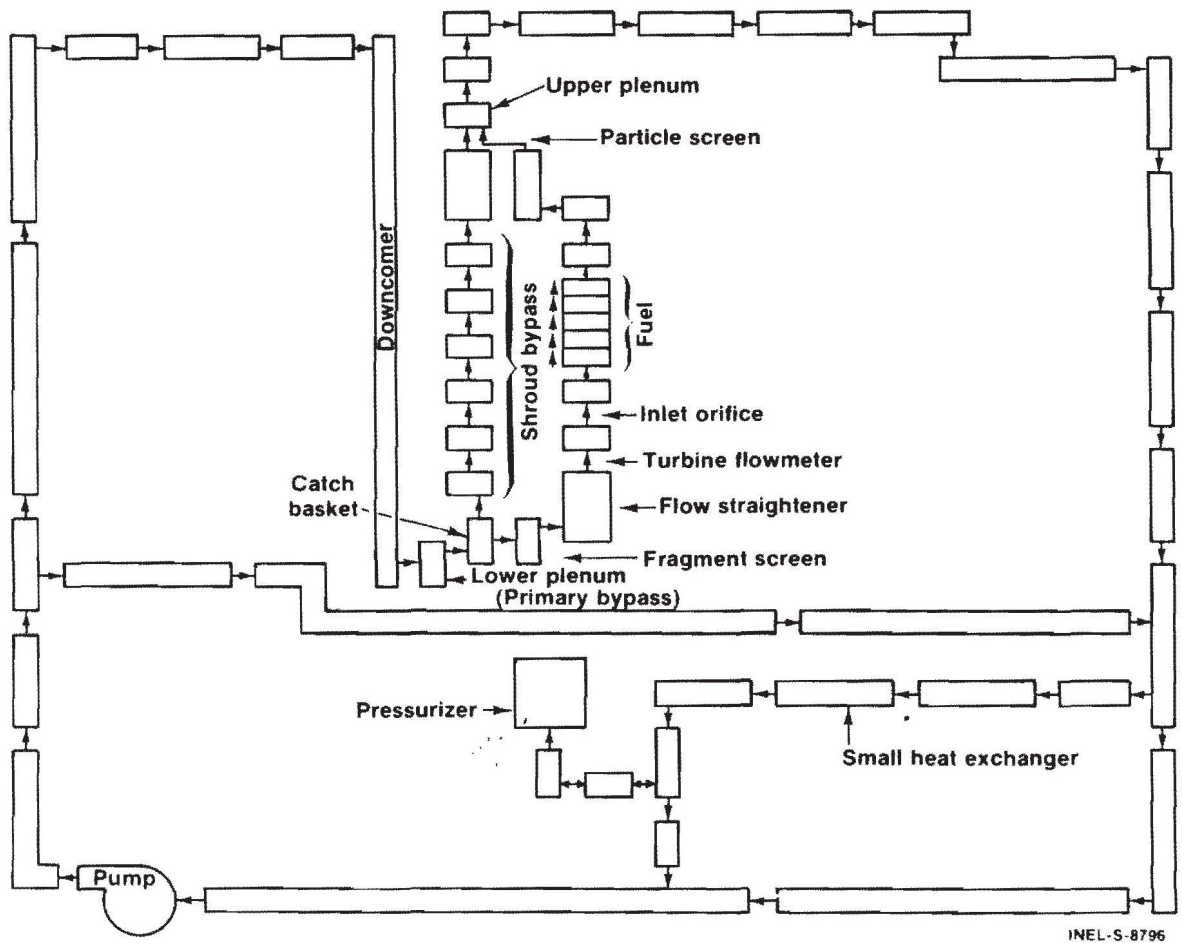 Upper plenum
Particle screen
Downcomer
Shroud bypass
Fuel
Inlet orifice
Turbine flowmeter
Catch
basket
Flow straightener
Fragment screen
Lower plenum
(Primary bypass)
Pressurizer
Small heat exchanger
Pump
INEL-S-8796